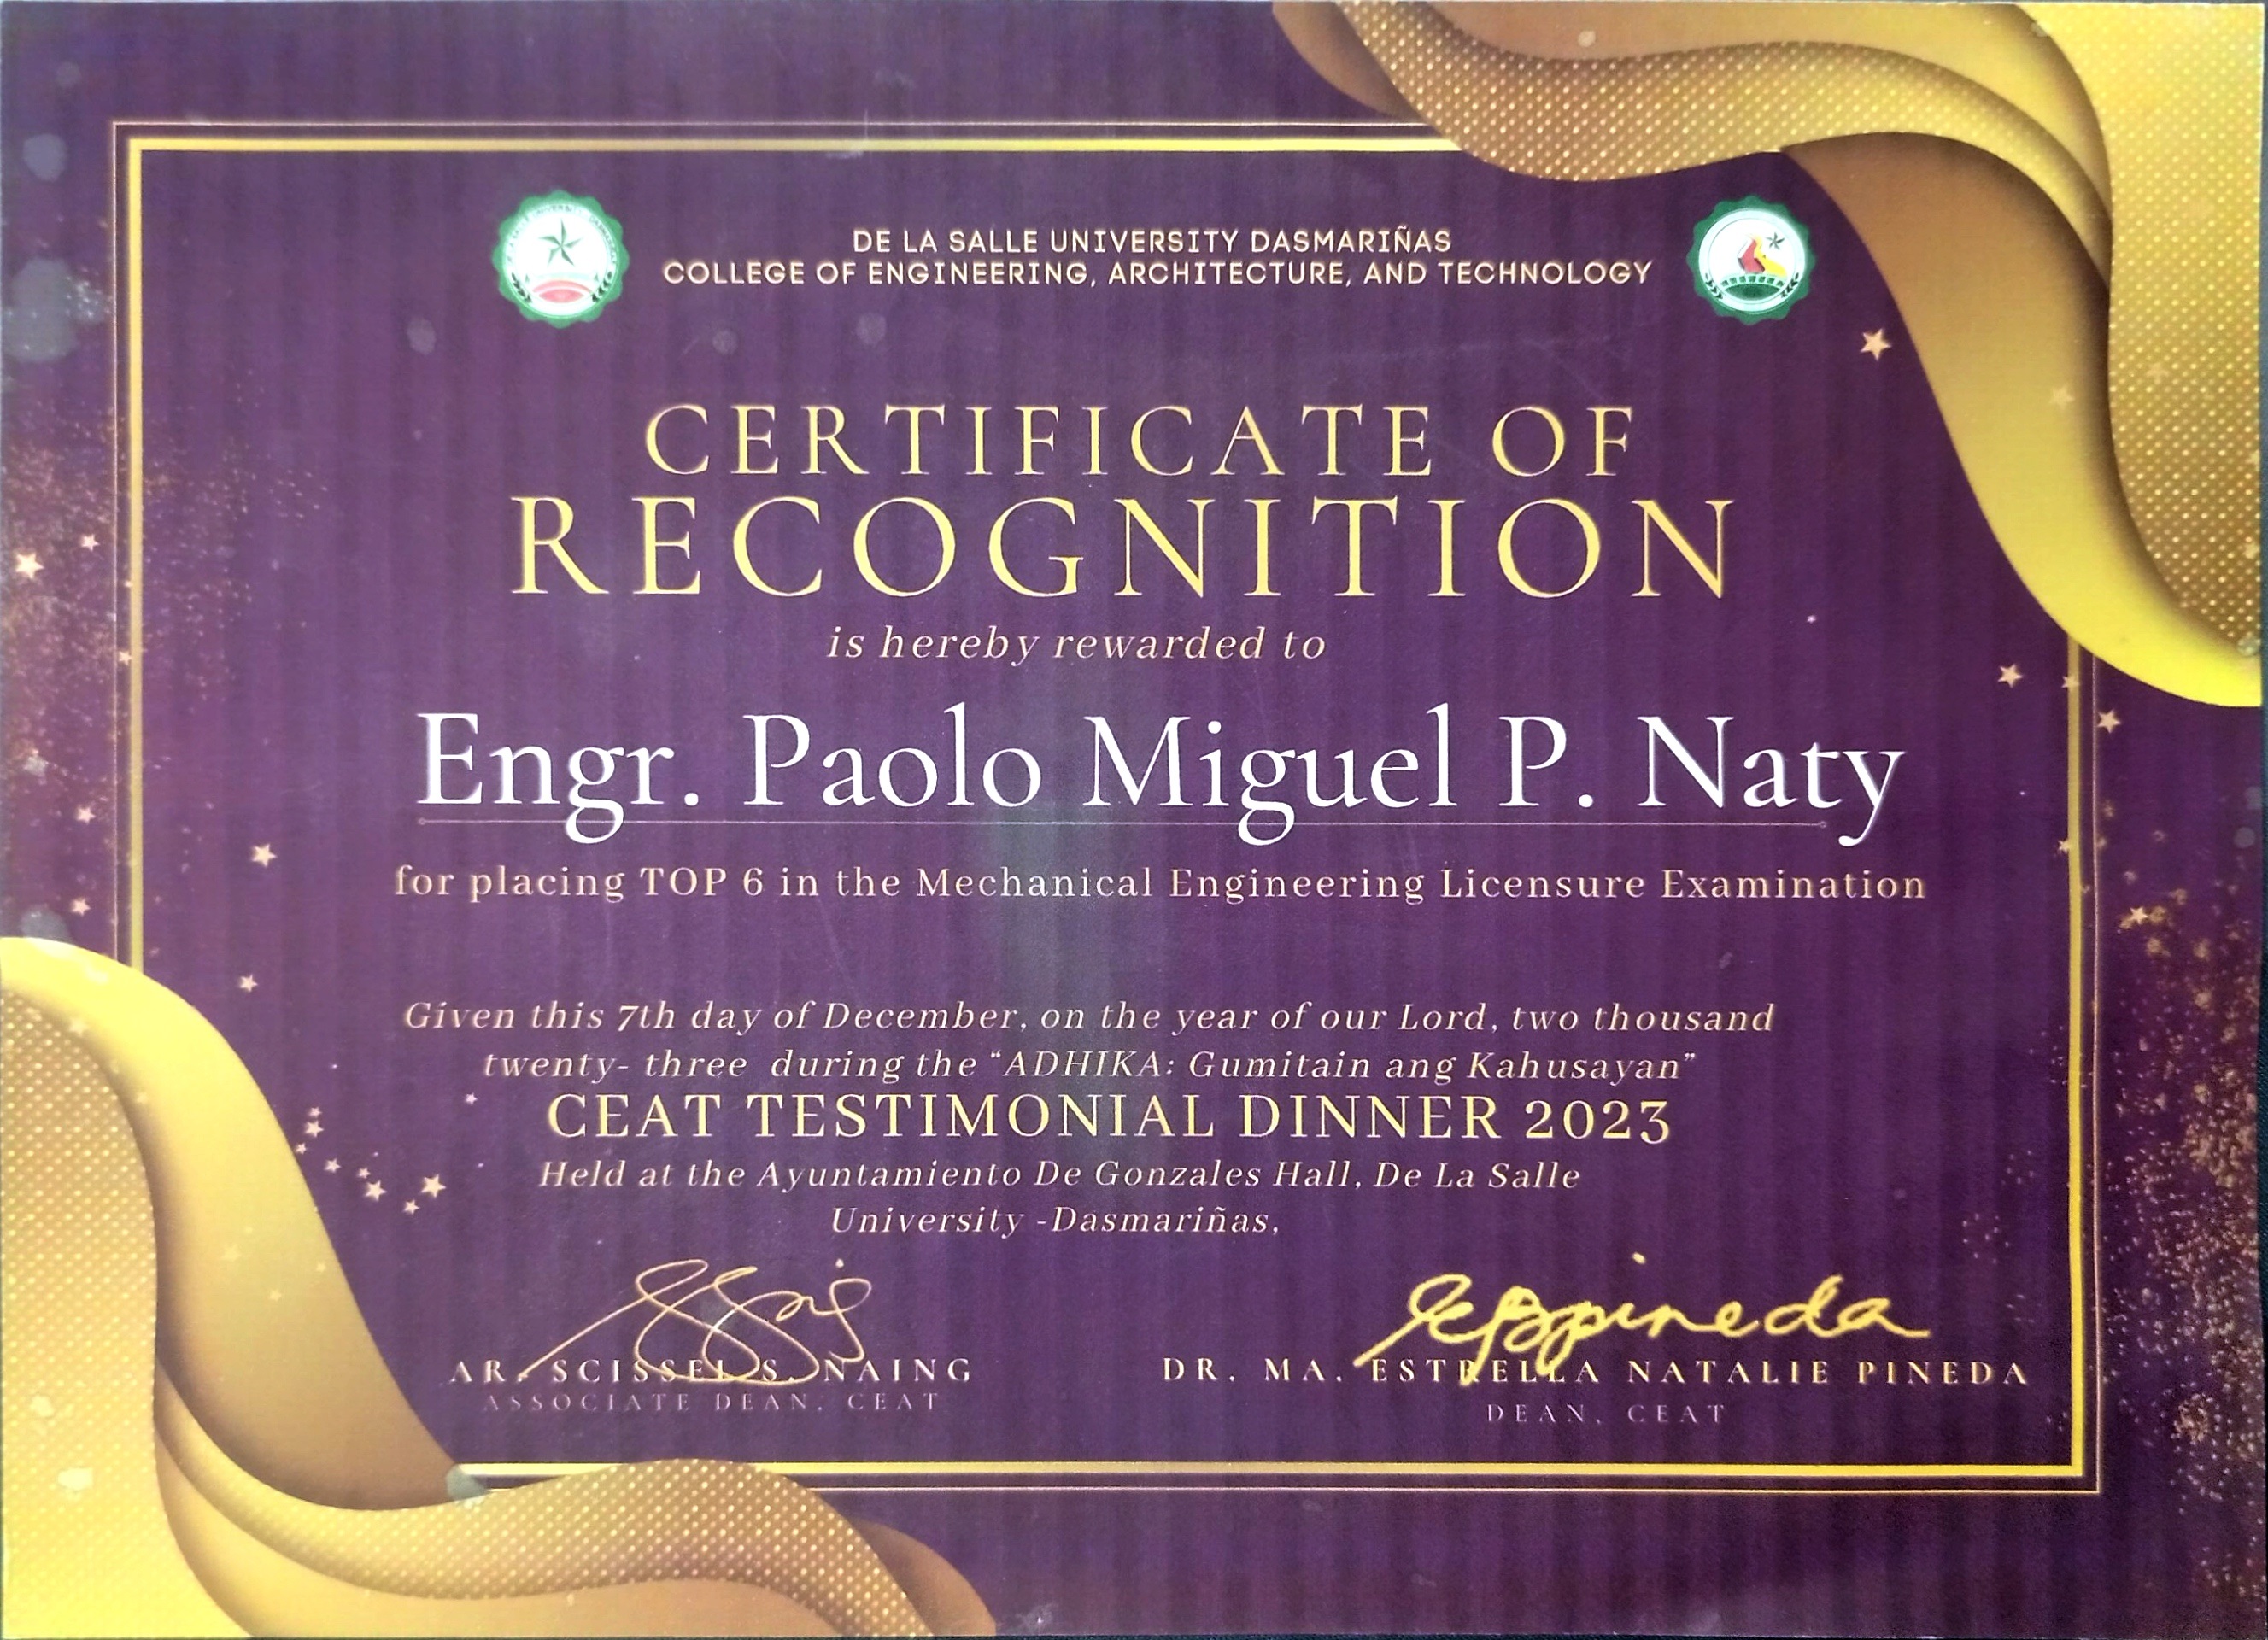 DE LA SALLE UNIVERSITY DASMARIÑAS
COLLEGE OF ENGINEERING, ARCHITECTURE, AND TECHNOLOGY
CERTIFICATE OF
RECOGNITION
is hereby rewarded to
Engr. Paolo Miguel P. Naty
for placing TOP 6 in the Mechanical Engineering Licensure Examination
Given this 7th day of December, on the year of our Lord, two thousand
twenty- three during the “ADHIKA: Gumitain ang Kahusayan”
CEAT TESTIMONIAL DINNER 2023
Held at the Ayuntamiento De Gonzales Hall, De La Salle
University -Dasmariñas,
AR. SCISSEL S. NAING
DR. MA. ESTRELLA NATALIE PINEDA
ASSOCIATE DEAN, CEAT
DEAN, CEAT